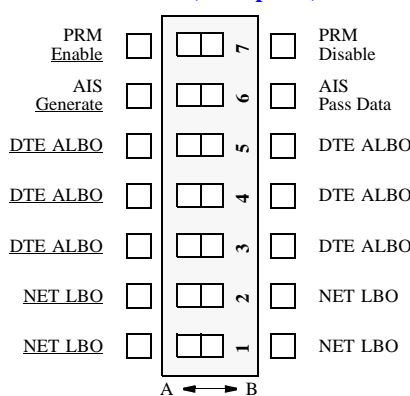 PRM
Enable
7
PRM
Disable
AIS
Generate
6
AIS
Pass Data
DTE ALBO
5
DTE ALBO
DTE ALBO
4
DTE ALBO
DTE ALBO
3
DTE ALBO
NET LBO
2
NET LBO
NET LBO
1
NET LBO
A
B